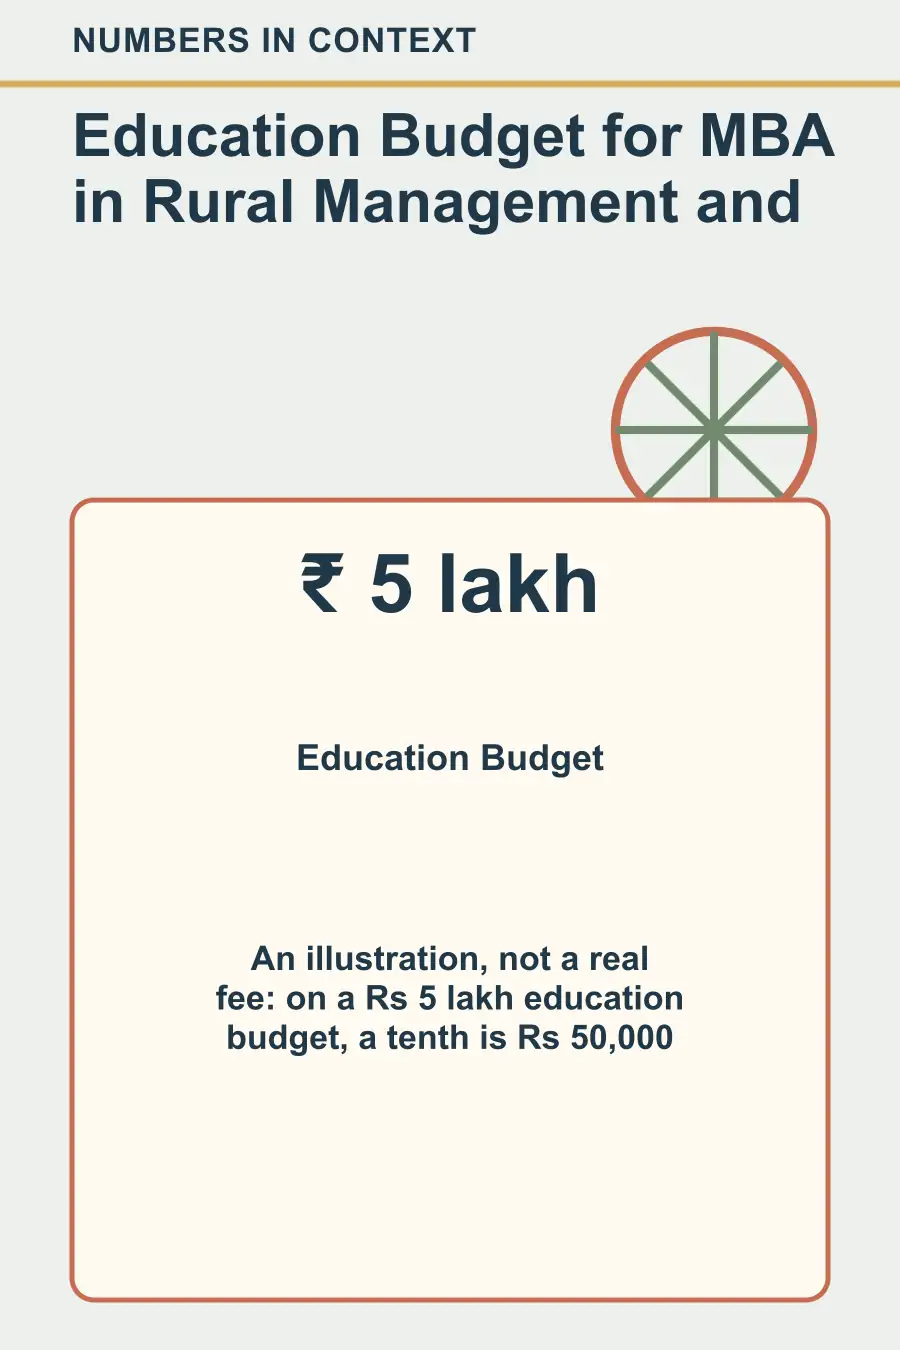 NUMBERS IN CONTEXT
Education Budget for MBA
in Rural Management and
₹ 5 lakh
Education Budget
An illustration, not a real
fee: on a Rs 5 lakh education
budget, a tenth is Rs 50,000